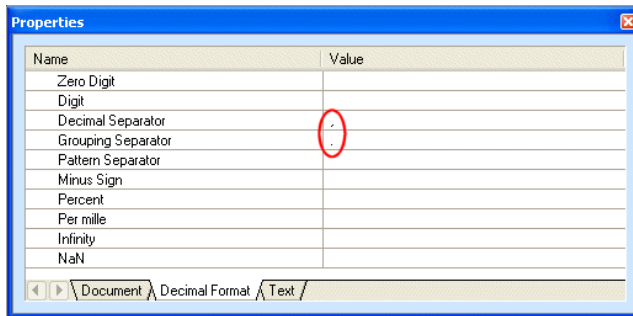 Properties
Name Value
Zero Digit
Digit
Decimal Separator ,
Grouping Separator .
Pattern Separator
Minus Sign
Percent
Per mille
Infinity
NaN
Document Decimal Format Text